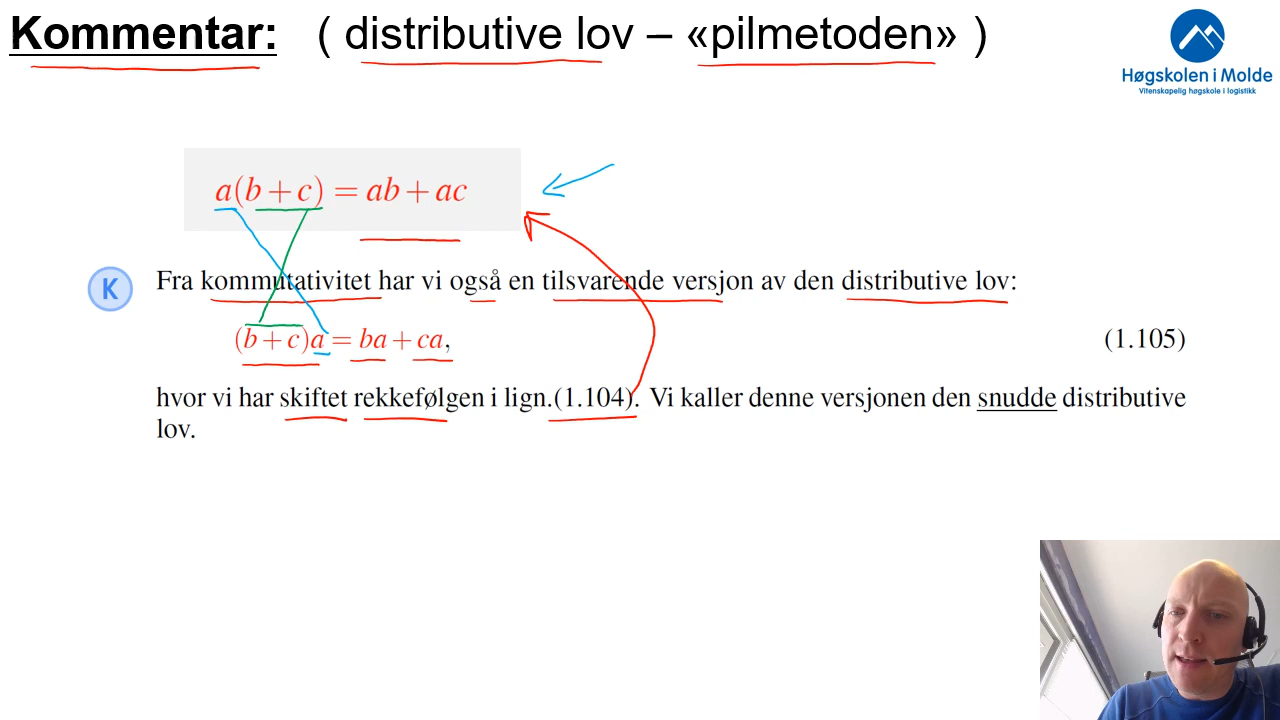 Kommentar: ( distributive lov – «pilmetoden» )
Høgskolen i Molde
Vitenskapelig høgskole i logistikk
a(b + c) = ab + ac
K Fra kommutativitet har vi også en tilsvarende versjon av den distributive lov:
(b + c)a = ba + ca, (1.105)
hvor vi har skiftet rekkefølgen i lign.(1.104). Vi kaller denne versjonen den snudde distributive
lov.